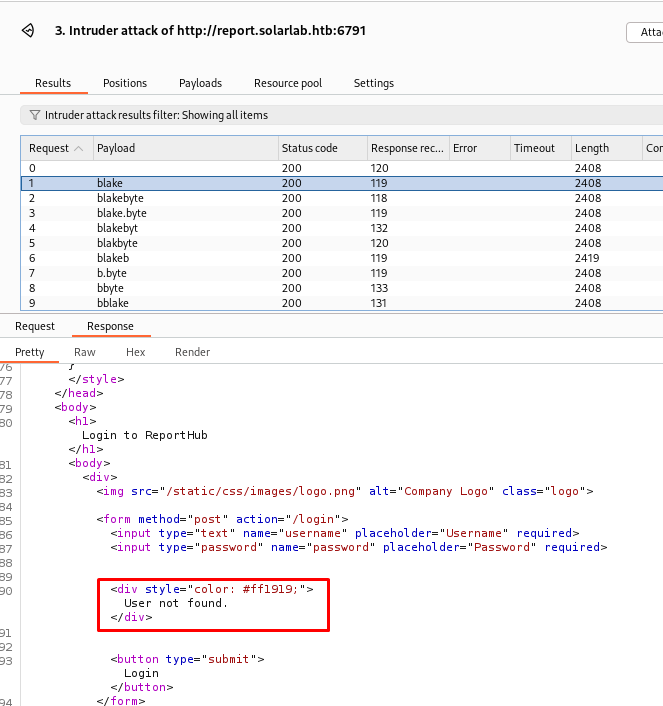 3. Intruder attack of http://report.solarlab.htb:6791
Atta
Results Positions Payloads Resource pool Settings
Intruder attack results filter: Showing all items
Request Payload Status code Response rec... Error Timeout Length Cor
0 200 120 2408
1 blake 200 119 2408
2 blakebyte 200 118 2408
3 blake.byte 200 119 2408
4 blakebyt 200 132 2408
5 blakbyte 200 120 2408
6 blakeb 200 119 2419
7 b.byte 200 119 2408
8 bbyte 200 133 2408
9 bblake 200 131 2408
Request Response
Pretty Raw Hex Render
76 }
77 </style>
78 </head>
79 <body>
80 <h1>
Login to ReportHub
</h1>
81 <body>
82 <div>
83 <img src="/static/css/images/logo.png" alt="Company Logo" class="logo">
84
85 <form method="post" action="/login">
86 <input type="text" name="username" placeholder="Username" required>
87 <input type="password" name="password" placeholder="Password" required>
88
89
90 <div style="color: #ff1919;">
User not found.
</div>
91
92
93 <button type="submit">
Login
</button>
94 </form>